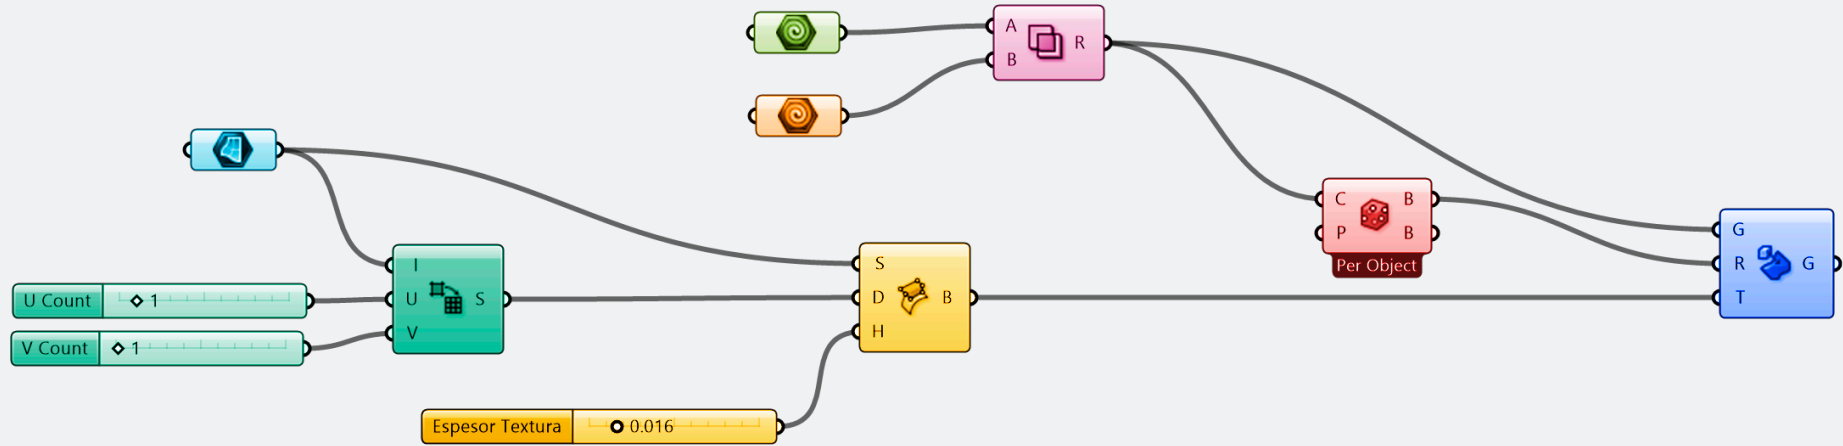 A
B
R
C
P
B
B
Per Object
G
R
T
G
I
U
V
S
U Count
1
V Count
1
S
D
H
B
Espesor Textura
0.016